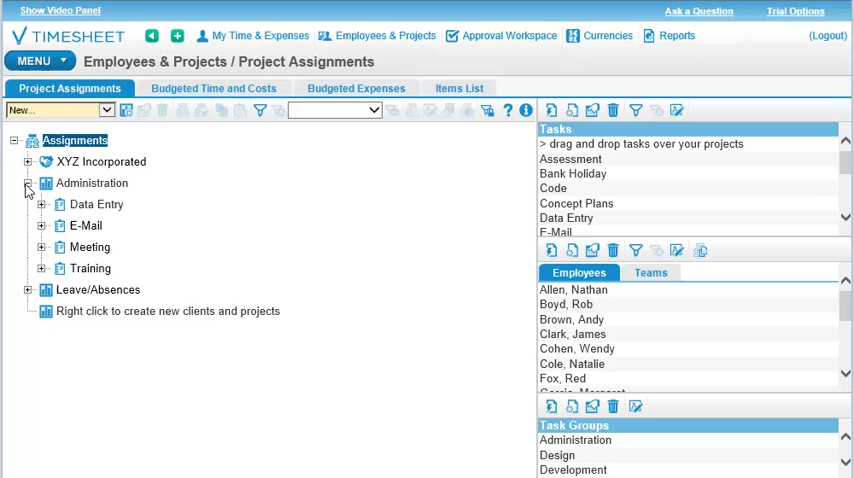 Show Video Panel
Ask a Question
Trial Options
TIMESHEET
My Time & Expenses
Employees & Projects
Approval Workspace
Currencies
Reports
(Logout)
MENU
Employees & Projects / Project Assignments
Project Assignments
Budgeted Time and Costs
Budgeted Expenses
Items List
New...
Assignments
XYZ Incorporated
Administration
Data Entry
E-Mail
Meeting
Training
Leave/Absences
Right click to create new clients and projects
Tasks
> drag and drop tasks over your projects
Assessment
Bank Holiday
Code
Concept Plans
Data Entry
E-Mail
Employees
Teams
Allen, Nathan
Boyd, Rob
Brown, Andy
Clark, James
Cohen, Wendy
Cole, Natalie
Fox, Red
Task Groups
Administration
Design
Development